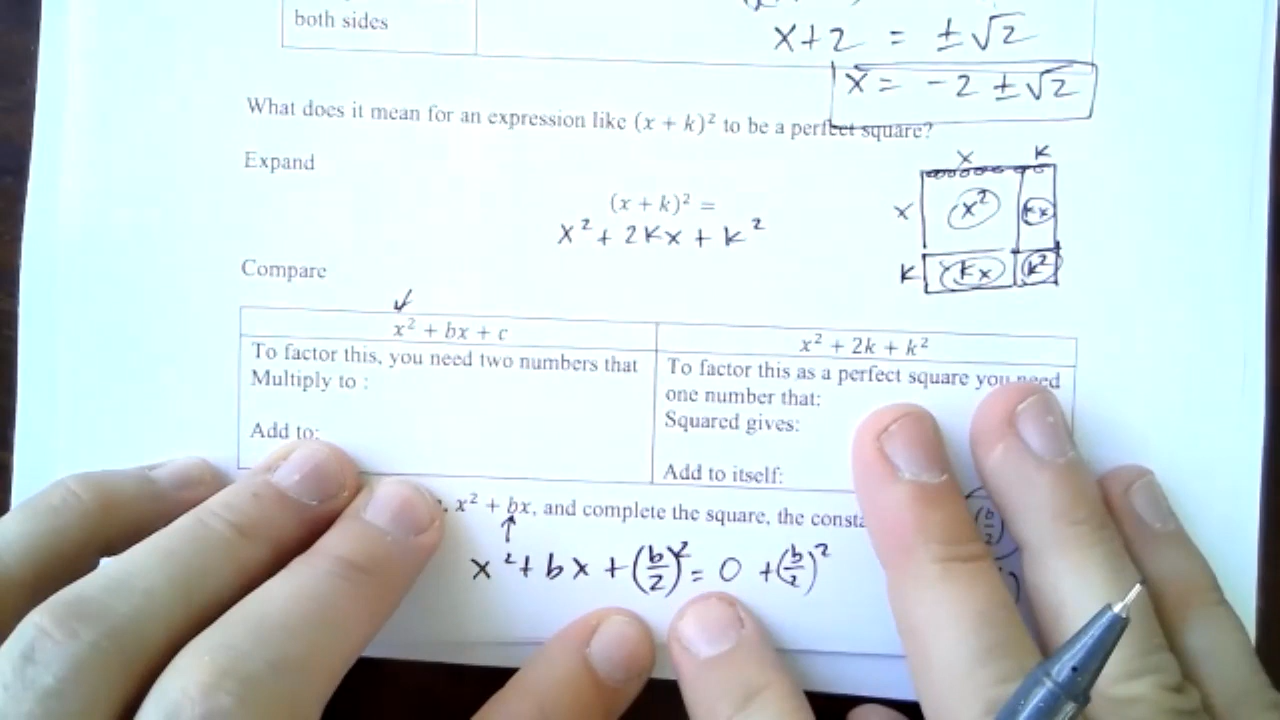 both sides
x+2 = ±√2
x = -2 ±√2
What does it mean for an expression like (x + k)² to be a perfect square?
Expand
(x + k)² =
x² + 2kx + k²
x k
x x² kx
k kx k²
Compare
x² + bx + c
To factor this, you need two numbers that
Multiply to :
Add to:
x² + 2k + k²
To factor this as a perfect square you need
one number that:
Squared gives:
Add to itself:
, x² + bx, and complete the square, the
(b/2)
x² + bx + (b/2)² = 0 + (b/2)²